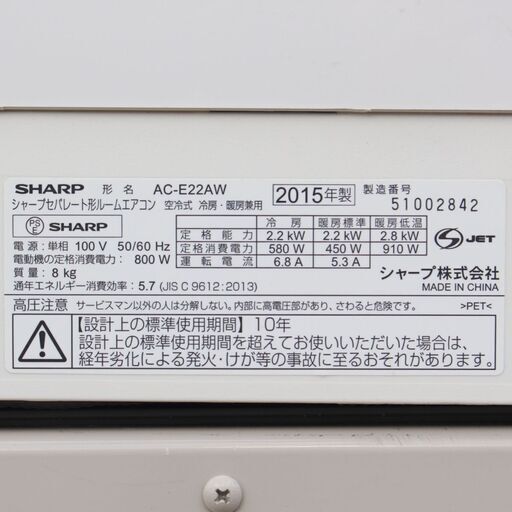 SHARP 形名 AC-E22AW 2015年製 製造番号 51002842
シャープセパレート形ルームエアコン 空冷式 冷房・暖房兼用
PSE SHARP
電源:単相 100 V 50/60 Hz
電動機の定格消費電力: 800 W
質量: 8 kg
通年エネルギー消費効率: 5.7 (JIS C 9612:2013)
冷房 暖房標準 暖房低温
定格能力 2.2 kW 2.2 kW 2.8 kW
定格消費電力 580 W 450 W 910 W
運転電流 6.8 A 5.3 A
S JET
シャープ株式会社
MADE IN CHINA
高圧注意 サービスマン以外の人は分解しない。内部に高電圧部があり、さわると危険です。
>PET<
【設計上の標準使用期間】10年
設計上の標準使用期間を超えてお使いいただいた場合は、
経年劣化による発火・けが等の事故に至るおそれがあります。